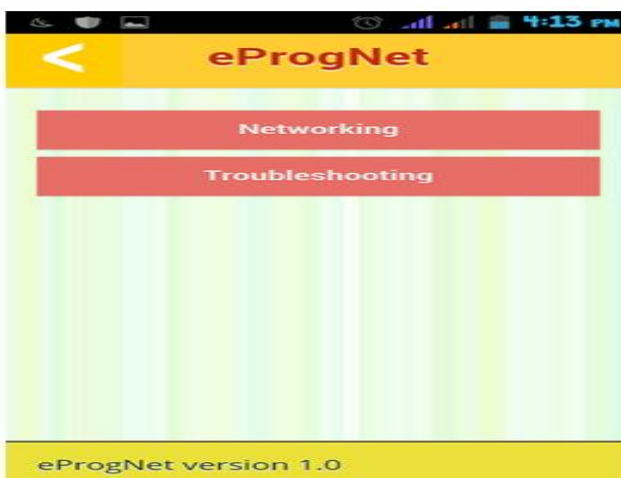 4:13 PM
< eProgNet
Networking
Troubleshooting
eProgNet version 1.0